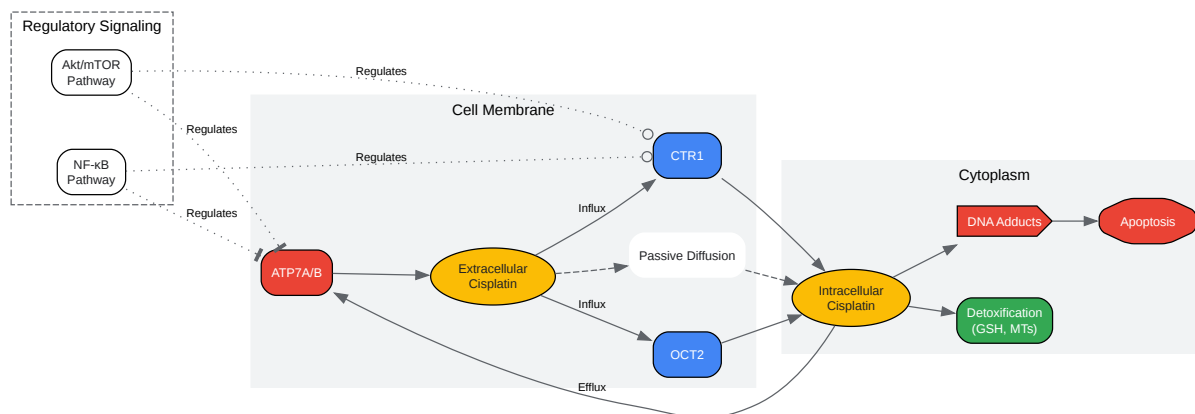 Regulatory Signaling
Akt/mTOR
Pathway
Regulates
Cell Membrane
Regulates
CTR1
NF-κB
Pathway
Regulates
Cytoplasm
Regulates
Influx
DNA Adducts
Apoptosis
ATP7A/B
Extracellular
Cisplatin
Passive Diffusion
Intracellular
Cisplatin
Influx
Detoxification
(GSH, MTs)
OCT2
Efflux